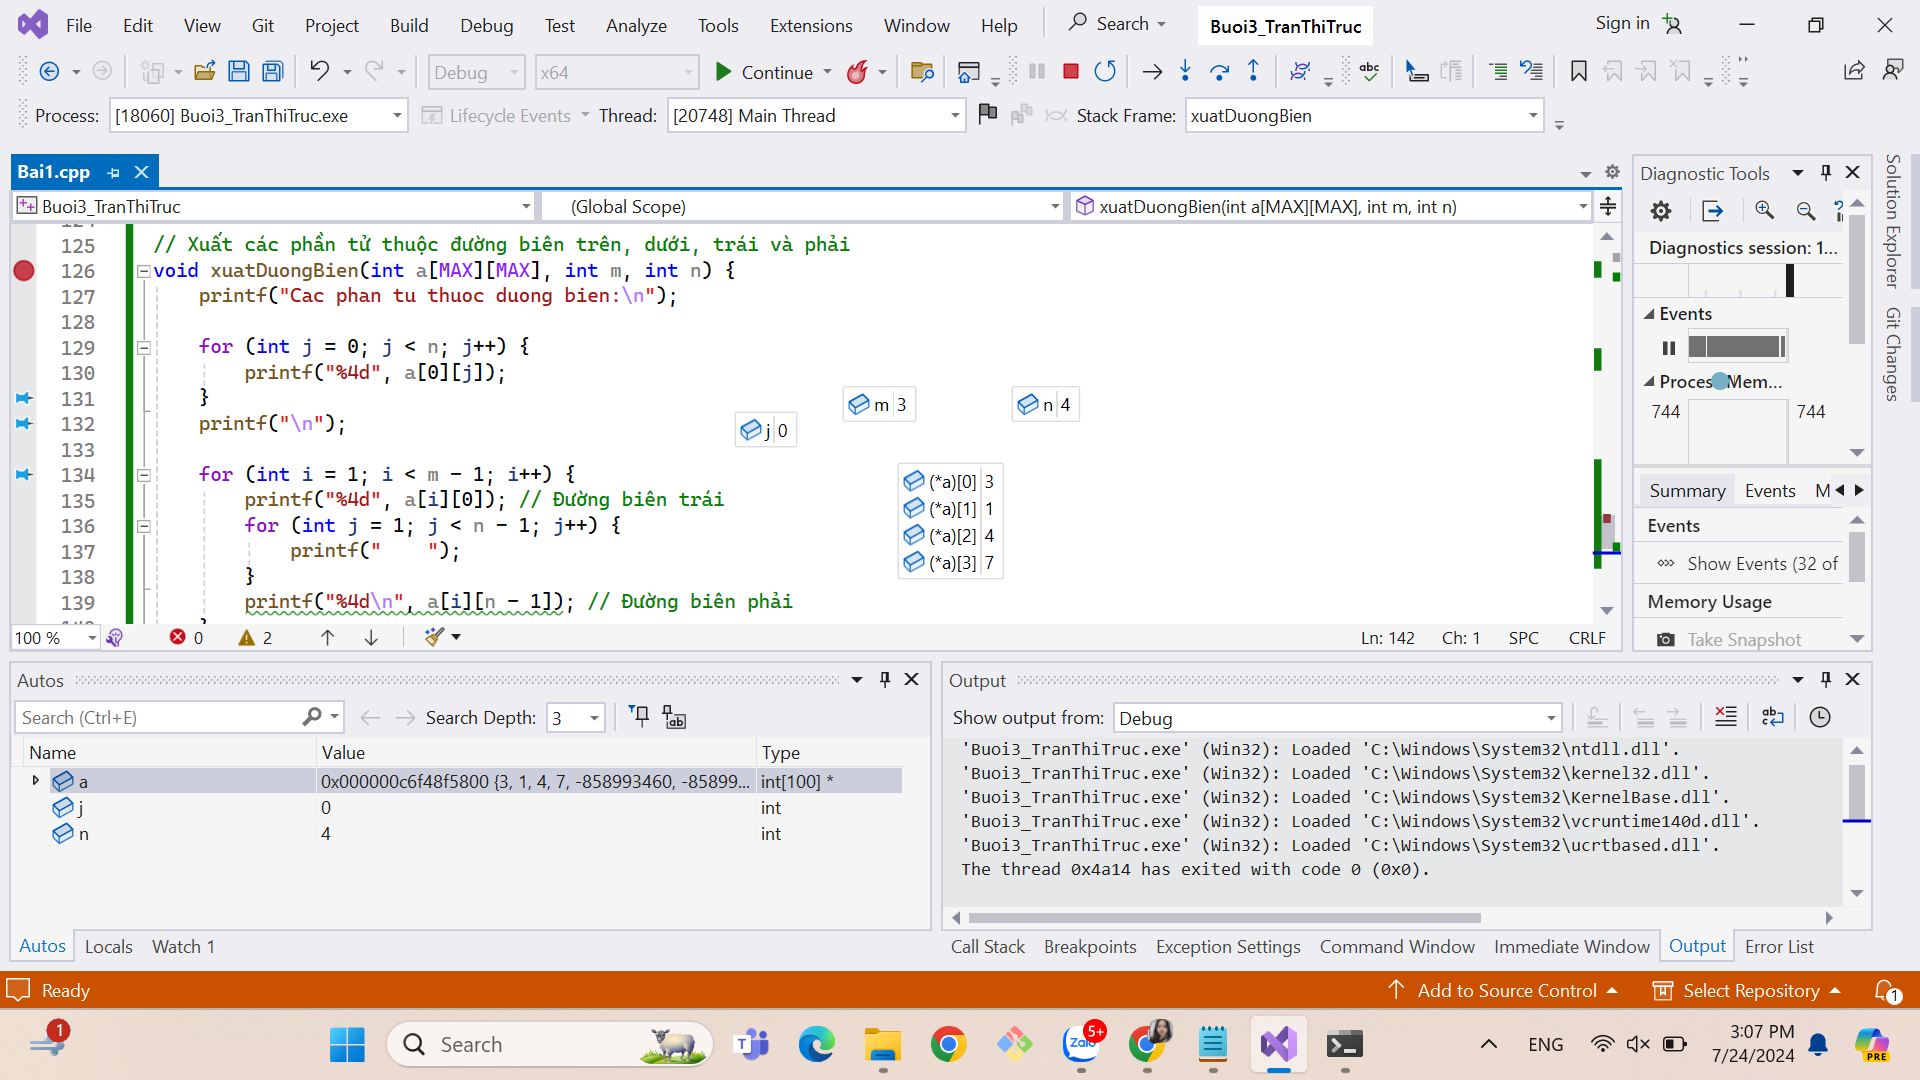 File Edit View Git Project Build Debug Test Analyze Tools Extensions Window Help Search Buoi3_TranThiTruc Sign in
Debug x64 Continue
Process: [18060] Buoi3_TranThiTruc.exe Lifecycle Events Thread: [20748] Main Thread Stack Frame: xuatDuongBien
Bai1.cpp
Buoi3_TranThiTruc (Global Scope) xuatDuongBien(int a[MAX][MAX], int m, int n)
125 // Xuất các phần tử thuộc đường biên trên, dưới, trái và phải
126 void xuatDuongBien(int a[MAX][MAX], int m, int n) {
127 printf("Cac phan tu thuoc duong bien:\n");
128
129 for (int j = 0; j < n; j++) {
130 printf("%4d", a[0][j]);
131 }
132 printf("\n");
133
134 for (int i = 1; i < m - 1; i++) {
135 printf("%4d", a[i][0]); // Đường biên trái
136 for (int j = 1; j < n - 1; j++) {
137 printf("    ");
138 }
139 printf("%4d\n", a[i][n - 1]); // Đường biên phải
m 3
n 4
j 0
(*a)[0] 3
(*a)[1] 1
(*a)[2] 4
(*a)[3] 7
100 % 0 2 Ln: 142 Ch: 1 SPC CRLF
Diagnostic Tools
Diagnostics session: 1...
Events
Process Mem...
744 744
Summary Events M
Events
Show Events (32 of
Memory Usage
Take Snapshot
Solution Explorer
Git Changes
Autos
Search (Ctrl+E) Search Depth: 3
Name Value Type
a 0x000000c6f48f5800 {3, 1, 4, 7, -858993460, -85899... int[100] *
j 0 int
n 4 int
Autos Locals Watch 1
Output
Show output from: Debug
'Buoi3_TranThiTruc.exe' (Win32): Loaded 'C:\Windows\System32\ntdll.dll'.
'Buoi3_TranThiTruc.exe' (Win32): Loaded 'C:\Windows\System32\kernel32.dll'.
'Buoi3_TranThiTruc.exe' (Win32): Loaded 'C:\Windows\System32\KernelBase.dll'.
'Buoi3_TranThiTruc.exe' (Win32): Loaded 'C:\Windows\System32\vcruntime140d.dll'.
'Buoi3_TranThiTruc.exe' (Win32): Loaded 'C:\Windows\System32\ucrtbased.dll'.
The thread 0x4a14 has exited with code 0 (0x0).
Call Stack Breakpoints Exception Settings Command Window Immediate Window Output Error List
Ready Add to Source Control Select Repository 1
1 Search 5+ Zalo ENG 3:07 PM
7/24/2024
PRE